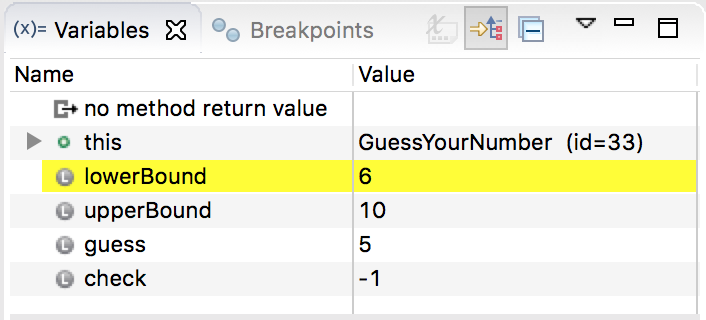 (x)= Variables Breakpoints
Name Value
no method return value
this GuessYourNumber (id=33)
L lowerBound 6
L upperBound 10
L guess 5
L check -1